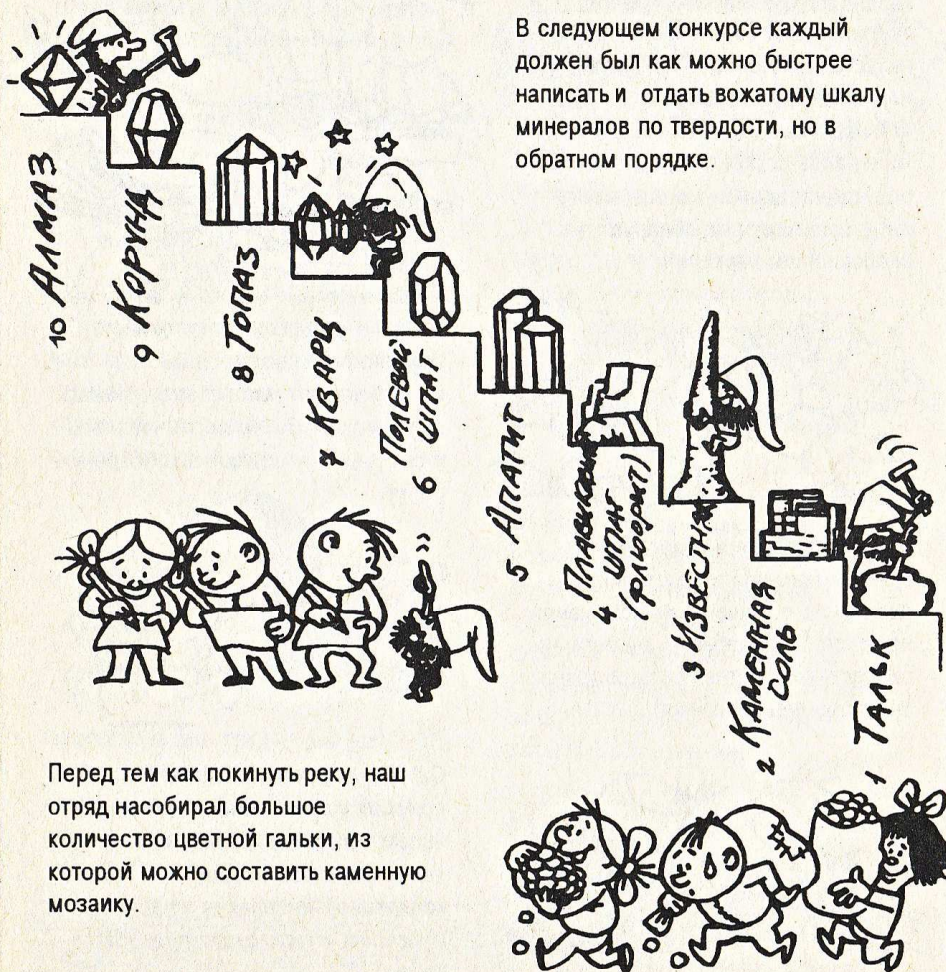 В следующем конкурсе каждый
должен был как можно быстрее
написать и отдать вожатому шкалу
минералов по твердости, но в
обратном порядке.
10 Алмаз
9 Корунд
8 Топаз
7 Кварц
6 Полевой
шпат
5 Апатит
4 Плавиковый
шпат
(флюорит)
3 Известняк
2 Каменная
соль
1 Тальк
Перед тем как покинуть реку, наш
отряд насобирал большое
количество цветной гальки, из
которой можно составить каменную
мозаику.